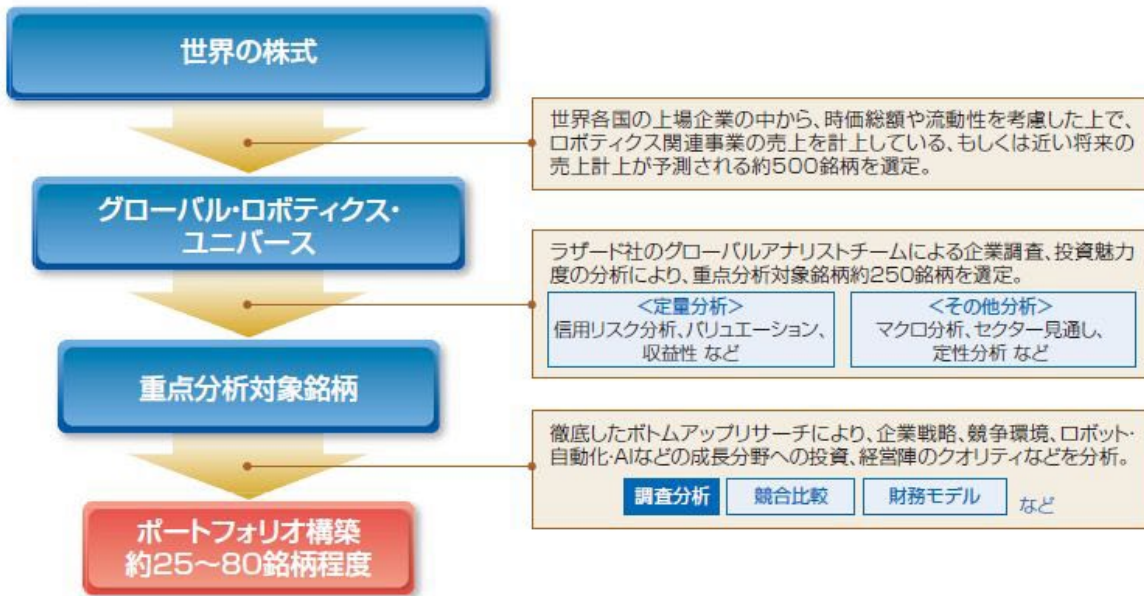 世界の株式
世界各国の上場企業の中から、時価総額や流動性を考慮した上で、
ロボティクス関連事業の売上を計上している、もしくは近い将来の
売上計上が予測される約500銘柄を選定。
グローバル・ロボティクス・
ユニバース
ラザード社のグローバルアナリストチームによる企業調査、投資魅力
度の分析により、重点分析対象銘柄約250銘柄を選定。
<定量分析>
信用リスク分析、バリュエーション、
収益性 など
<その他分析>
マクロ分析、セクター見通し、
定性分析 など
重点分析対象銘柄
徹底したボトムアップリサーチにより、企業戦略、競争環境、ロボット・
自動化・AIなどの成長分野への投資、経営陣のクオリティなどを分析。
調査分析
競合比較
財務モデル
など
ポートフォリオ構築
約25～80銘柄程度